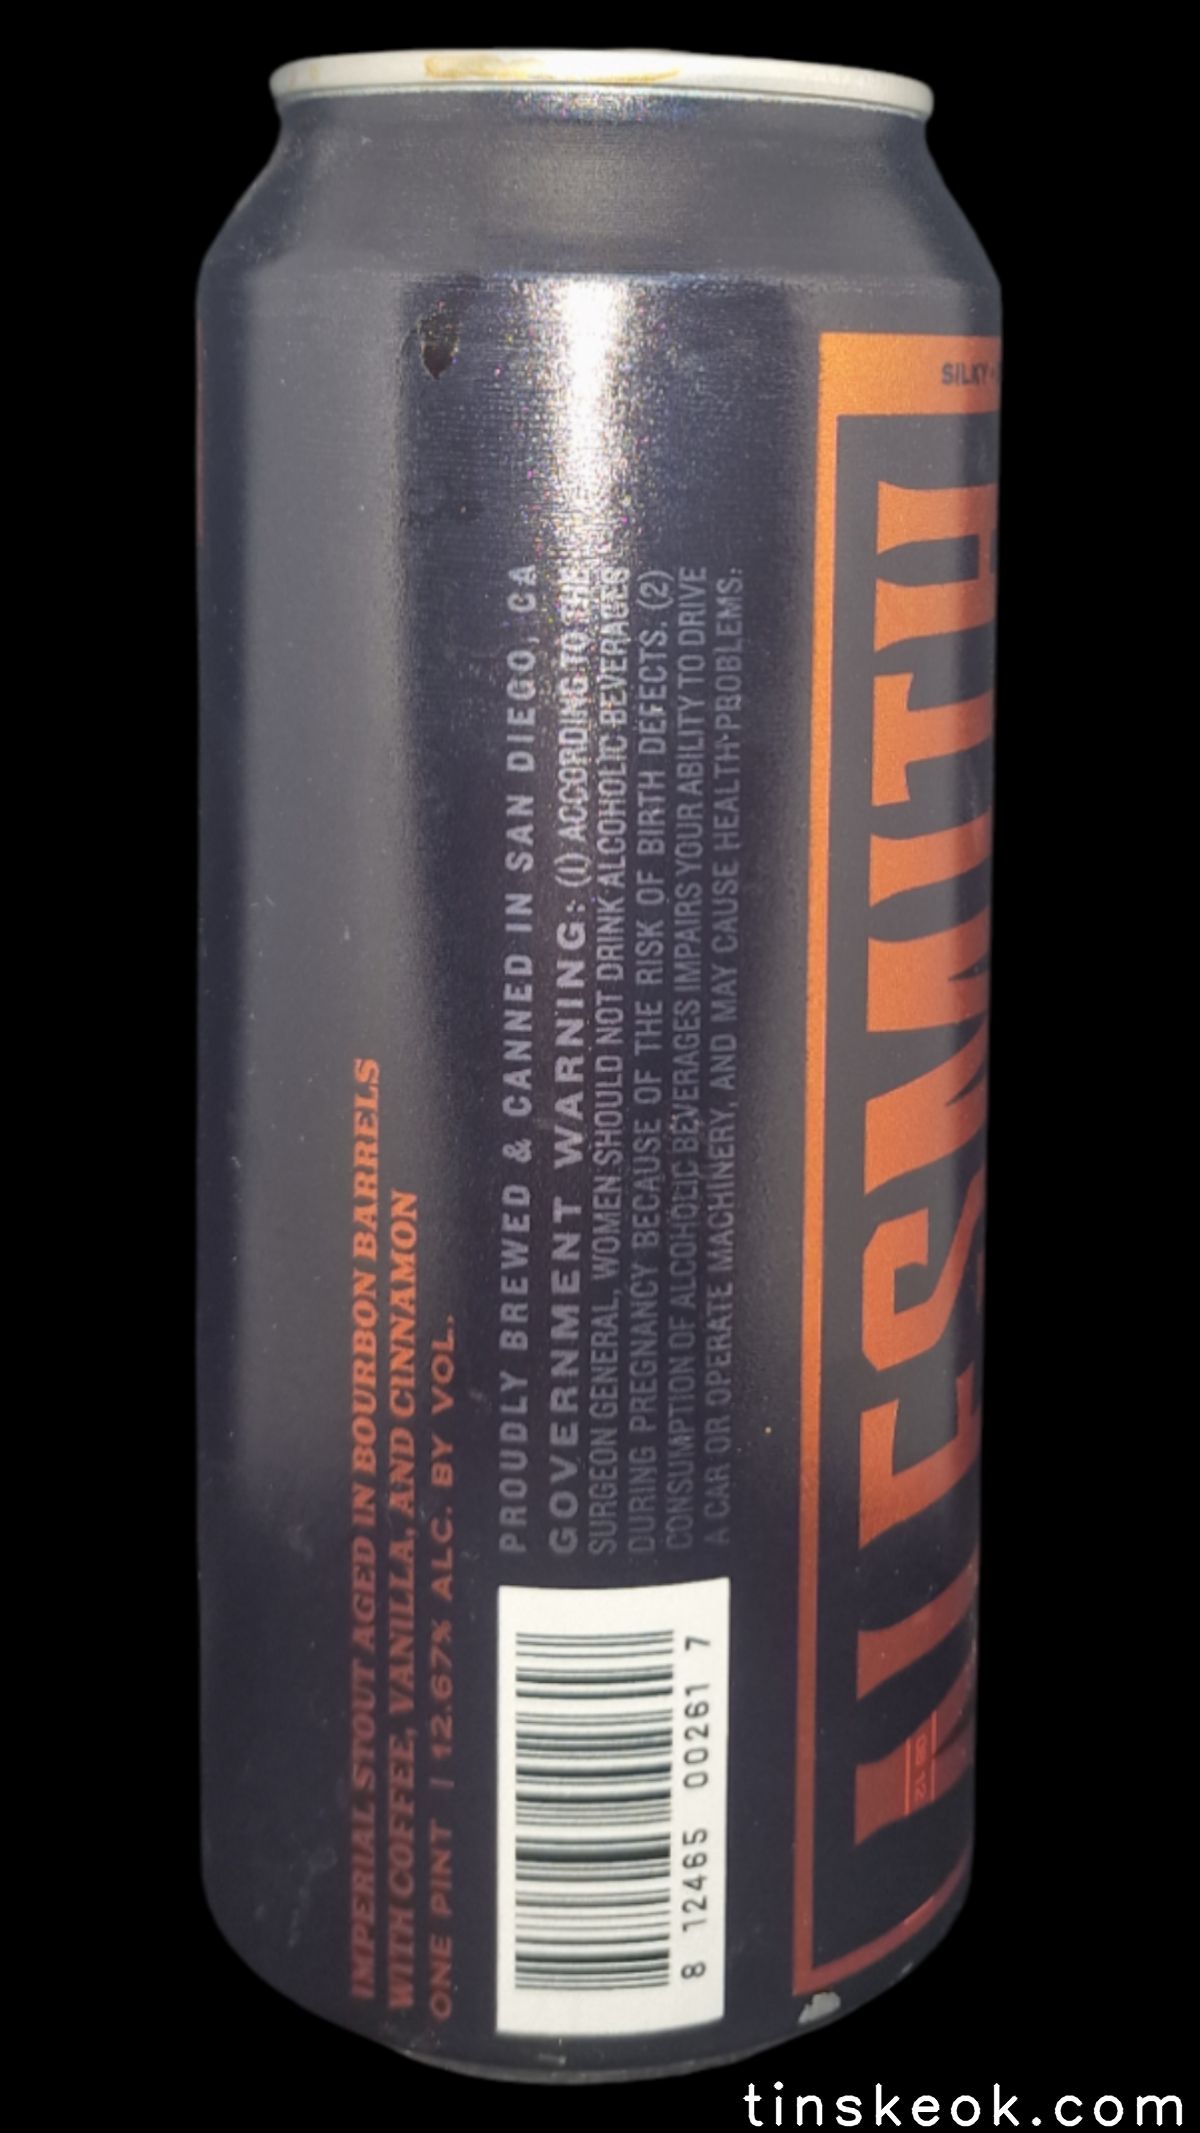 IMPERIAL STOUT AGED IN BOURBON BARRELS
WITH COFFEE, VANILLA, AND CINNAMON
ONE PINT | 12.67% ALC. BY VOL.
PROUDLY BREWED & CANNED IN SAN DIEGO, CA
GOVERNMENT WARNING: (1) ACCORDING TO THE
SURGEON GENERAL, WOMEN SHOULD NOT DRINK ALCOHOLIC BEVERAGES
DURING PREGNANCY BECAUSE OF THE RISK OF BIRTH DEFECTS. (2)
CONSUMPTION OF ALCOHOLIC BEVERAGES IMPAIRS YOUR ABILITY TO DRIVE
A CAR OR OPERATE MACHINERY, AND MAY CAUSE HEALTH PROBLEMS.
8 12465 00261 7
SILKY
ALESMITH
tinskeok.com